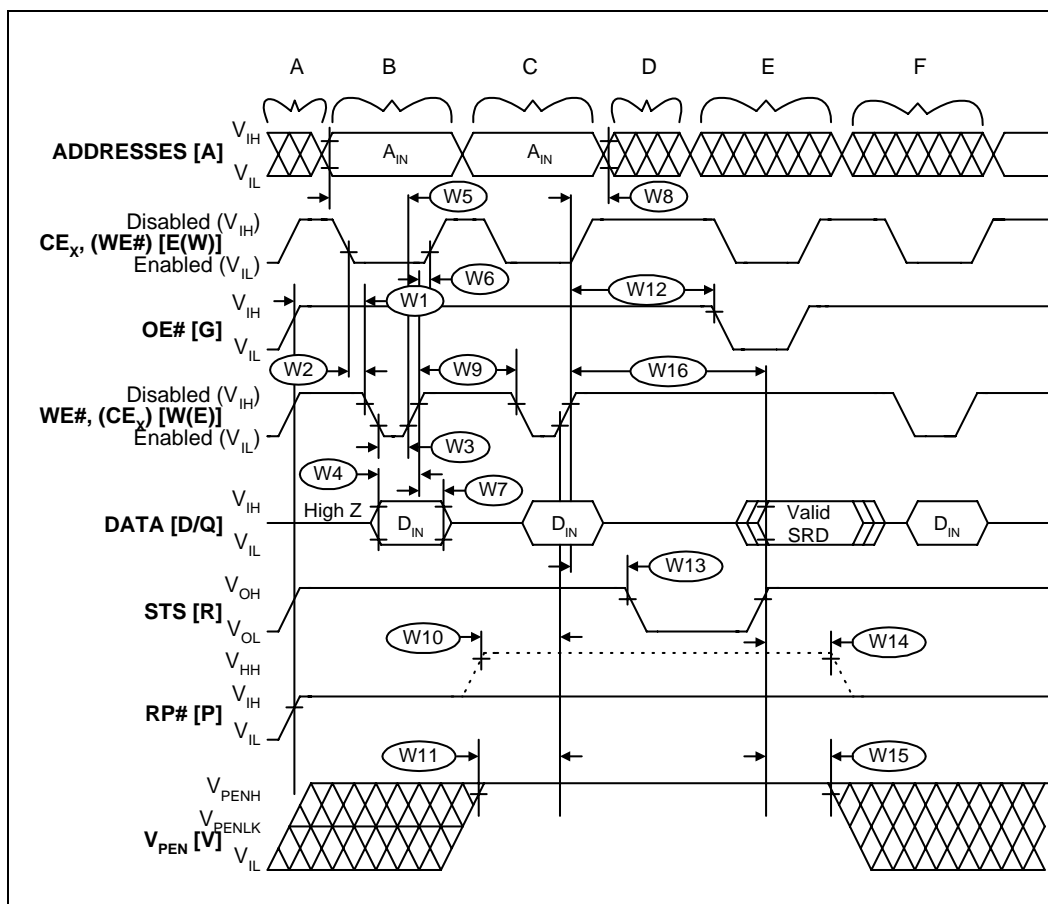 A B C D E F
V_IH
ADDRESSES [A] A_IN A_IN
V_IL
W5 W8
Disabled (V_IH)
CE_X, (WE#) [E(W)]
Enabled (V_IL)
W6
W12
V_IH W1
OE# [G]
V_IL
W2 W9 W16
Disabled (V_IH)
WE#, (CE_X) [W(E)]
Enabled (V_IL)
W3
W4
W7
V_IH High Z
DATA [D/Q] D_IN D_IN Valid SRD D_IN
V_IL
W13
V_OH
STS [R]
V_OL
W10 W14
V_HH
V_IH
RP# [P]
V_IL
W11 W15
V_PENH
V_PENLK
V_PEN [V]
V_IL